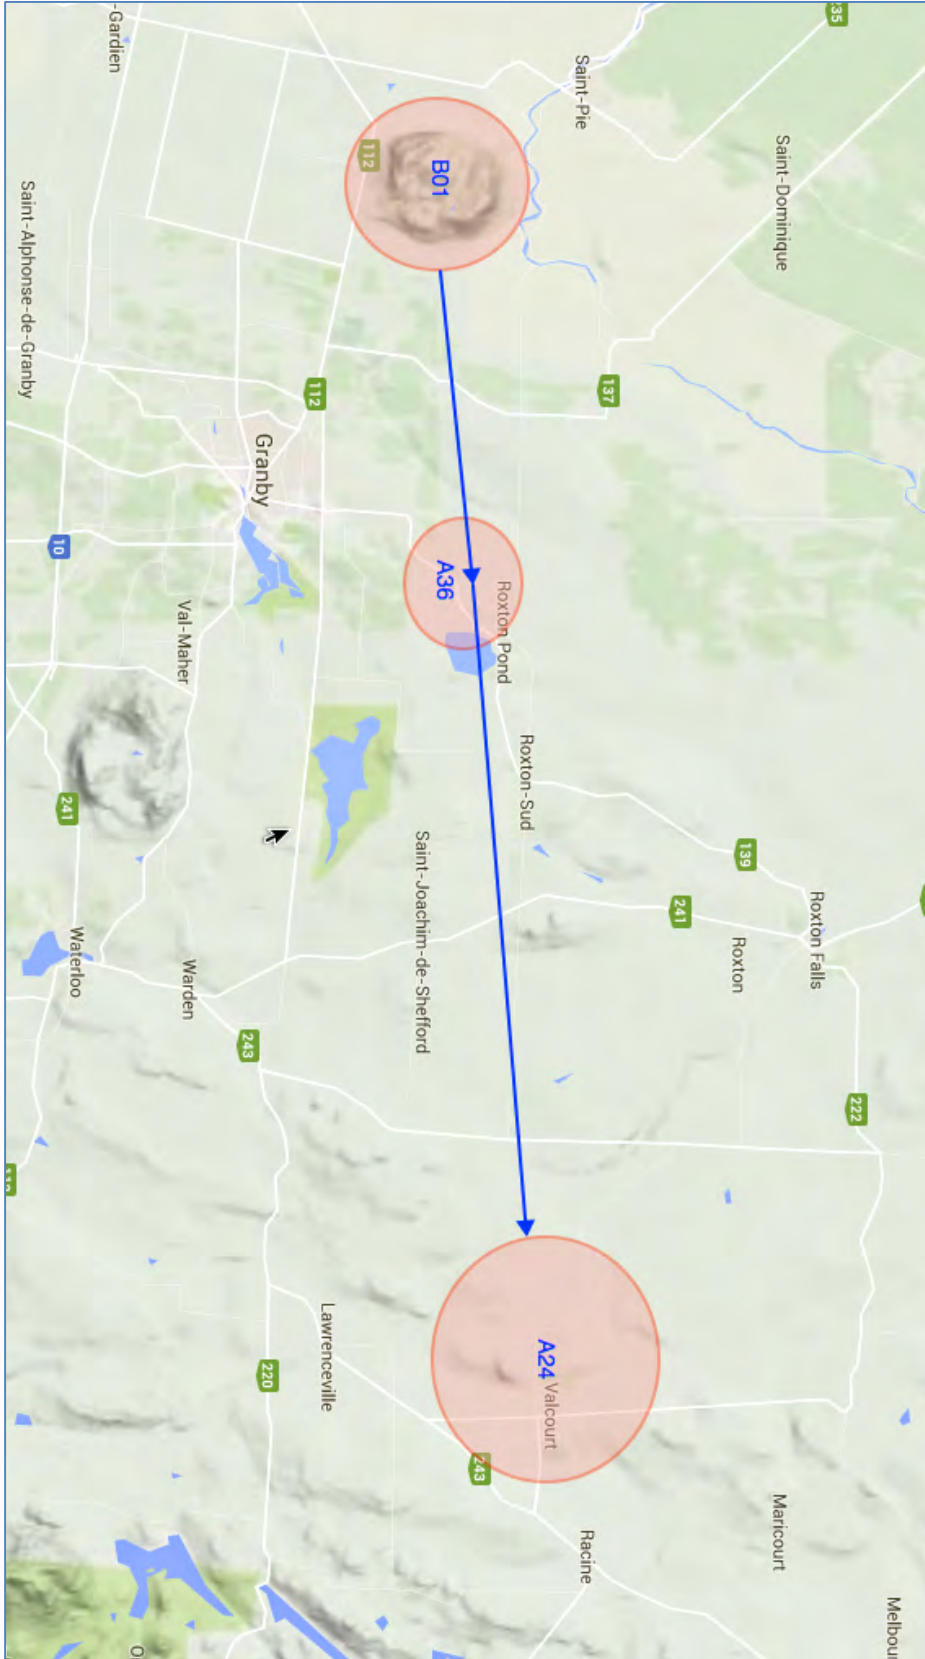 -Gardien
35
Saint-Pie
Saint-Dominique
112
B01
Saint-Alphonse-de-Granby
112
137
Granby
10
A36
Roxton Pond
Val-Maher
Roxton-Sud
241
139
Saint-Joachim-de-Shefford
241
Roxton Falls
Roxton
Waterloo
Warden
243
222
Lawrenceville
A24
Valcourt
220
243
Maricourt
Racine
Melbou
O